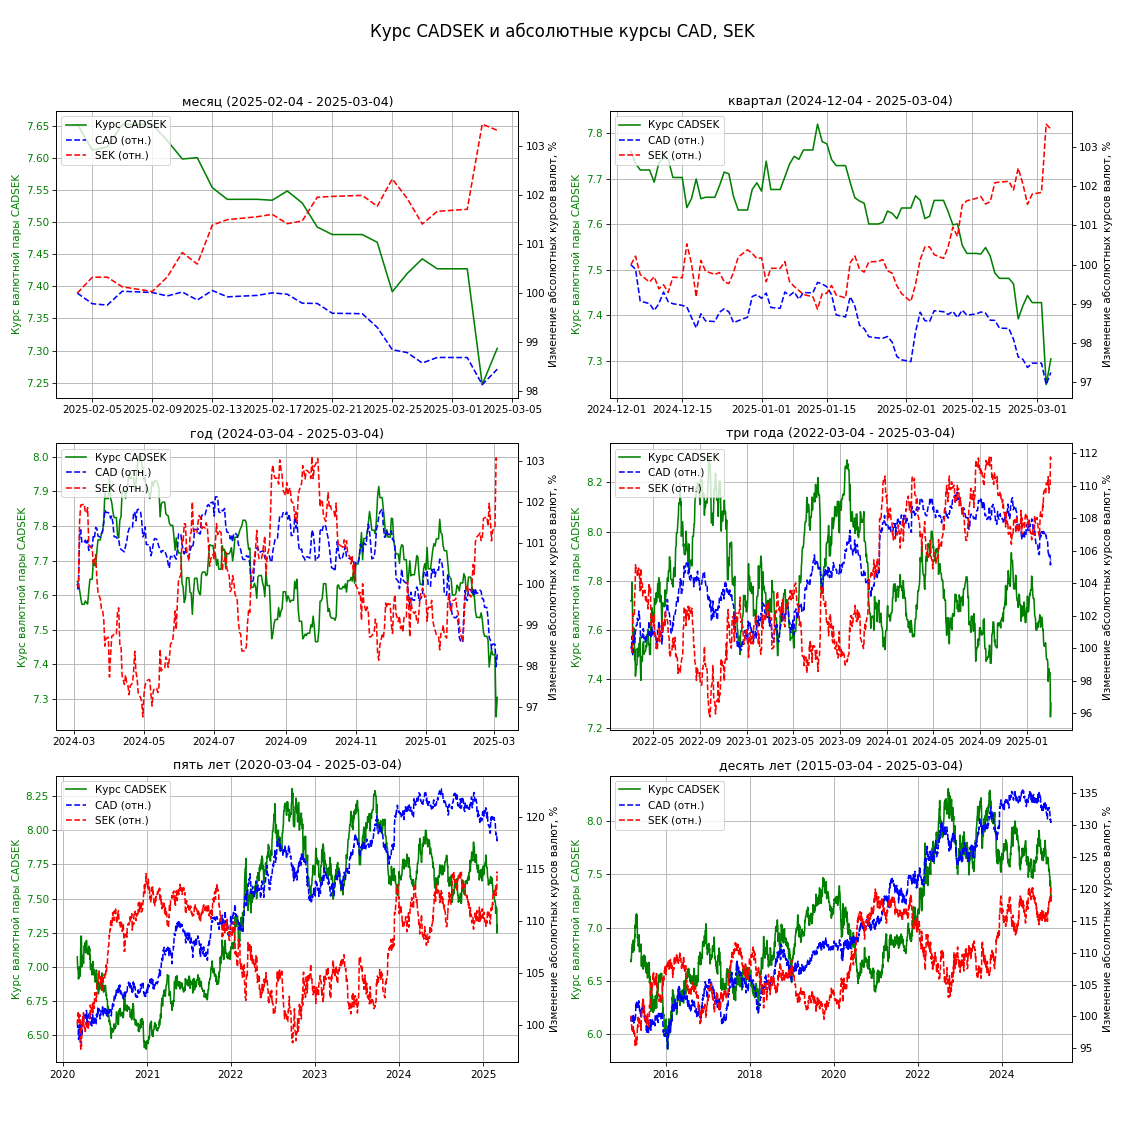 Курс CADSEK и абсолютные курсы CAD, SEK
месяц (2025-02-04 - 2025-03-04)
Курс CADSEK
CAD (отн.)
SEK (отн.)
Курс валютной пары CADSEK
7.65
7.60
7.55
7.50
7.45
7.40
7.35
7.30
7.25
103
102
101
100
99
98
Изменение абсолютных курсов валют, %
2025-02-05 2025-02-09 2025-02-13 2025-02-17 2025-02-21 2025-02-25 2025-03-01 2025-03-05
квартал (2024-12-04 - 2025-03-04)
Курс CADSEK
CAD (отн.)
SEK (отн.)
Курс валютной пары CADSEK
7.8
7.7
7.6
7.5
7.4
7.3
103
102
101
100
99
98
97
Изменение абсолютных курсов валют, %
2024-12-01 2024-12-15 2025-01-01 2025-01-15 2025-02-01 2025-02-15 2025-03-01
год (2024-03-04 - 2025-03-04)
Курс CADSEK
CAD (отн.)
SEK (отн.)
Курс валютной пары CADSEK
8.0
7.9
7.8
7.7
7.6
7.5
7.4
7.3
103
102
101
100
99
98
97
Изменение абсолютных курсов валют, %
2024-03 2024-05 2024-07 2024-09 2024-11 2025-01 2025-03
три года (2022-03-04 - 2025-03-04)
Курс CADSEK
CAD (отн.)
SEK (отн.)
Курс валютной пары CADSEK
8.2
8.0
7.8
7.6
7.4
7.2
112
110
108
106
104
102
100
98
96
Изменение абсолютных курсов валют, %
2022-05 2022-09 2023-01 2023-05 2023-09 2024-01 2024-05 2024-09 2025-01
пять лет (2020-03-04 - 2025-03-04)
Курс CADSEK
CAD (отн.)
SEK (отн.)
Курс валютной пары CADSEK
8.25
8.00
7.75
7.50
7.25
7.00
6.75
6.50
120
115
110
105
100
Изменение абсолютных курсов валют, %
2020 2021 2022 2023 2024 2025
десять лет (2015-03-04 - 2025-03-04)
Курс CADSEK
CAD (отн.)
SEK (отн.)
Курс валютной пары CADSEK
8.0
7.5
7.0
6.5
6.0
135
130
125
120
115
110
105
100
95
Изменение абсолютных курсов валют, %
2016 2018 2020 2022 2024